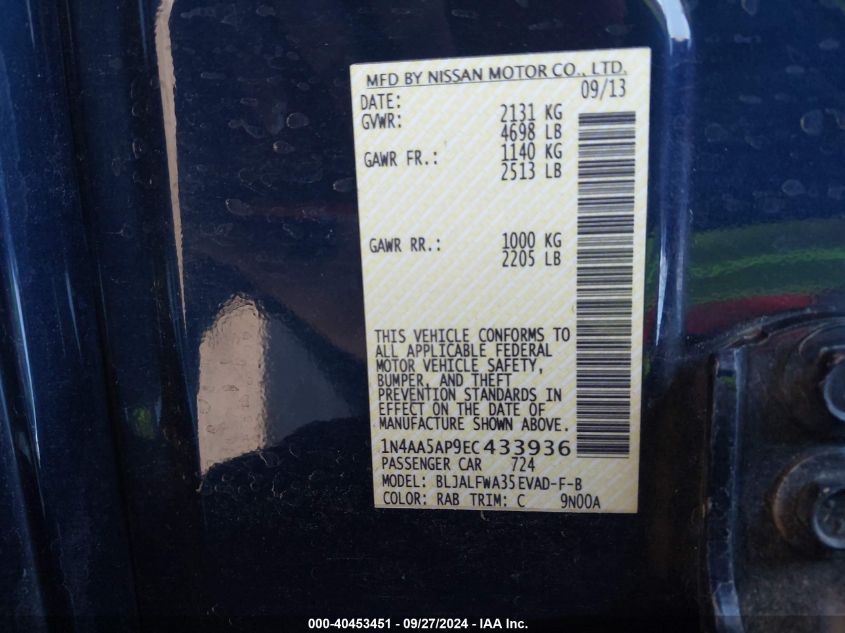 MFD BY NISSAN MOTOR CO., LTD.
DATE: 09/13
GVWR: 2131 KG
4698 LB
GAWR FR.: 1140 KG
2513 LB
GAWR RR.: 1000 KG
2205 LB
THIS VEHICLE CONFORMS TO
ALL APPLICABLE FEDERAL
MOTOR VEHICLE SAFETY,
BUMPER, AND THEFT
PREVENTION STANDARDS IN
EFFECT ON THE DATE OF
MANUFACTURE SHOWN ABOVE.
1N4AA5AP9EC433936
PASSENGER CAR 724
MODEL: BLJALFWA35EVAD-F-B
COLOR: RAB TRIM: C 9N00A
000-40453451 - 09/27/2024 - IAA Inc.